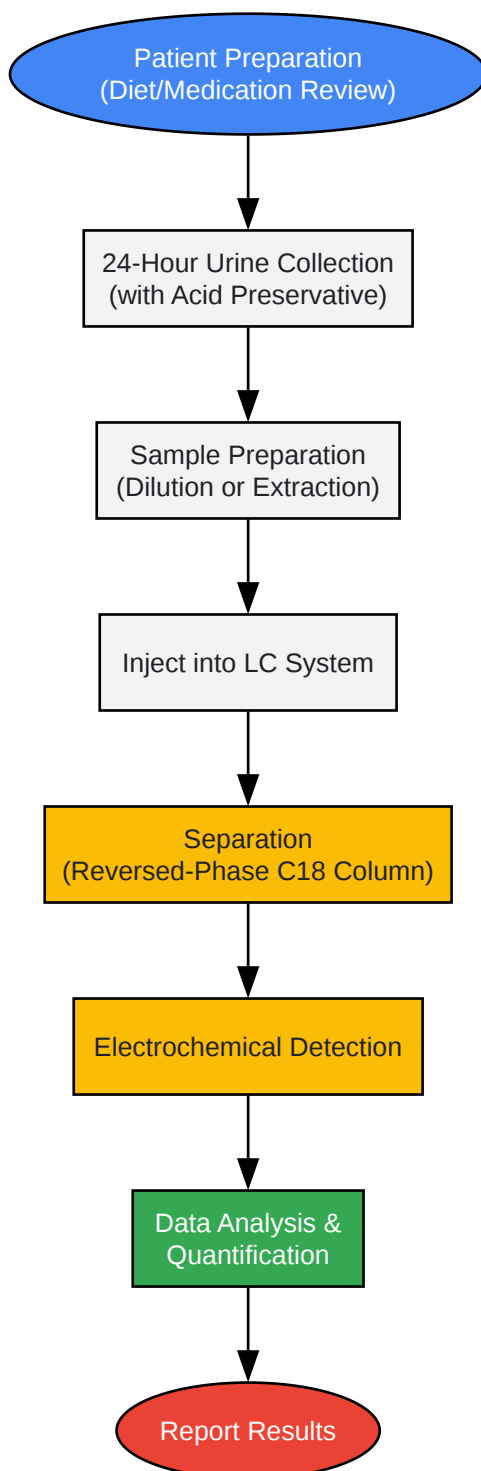 Patient Preparation
(Diet/Medication Review)
24-Hour Urine Collection
(with Acid Preservative)
Sample Preparation
(Dilution or Extraction)
Inject into LC System
Separation
(Reversed-Phase C18 Column)
Electrochemical Detection
Data Analysis &
Quantification
Report Results